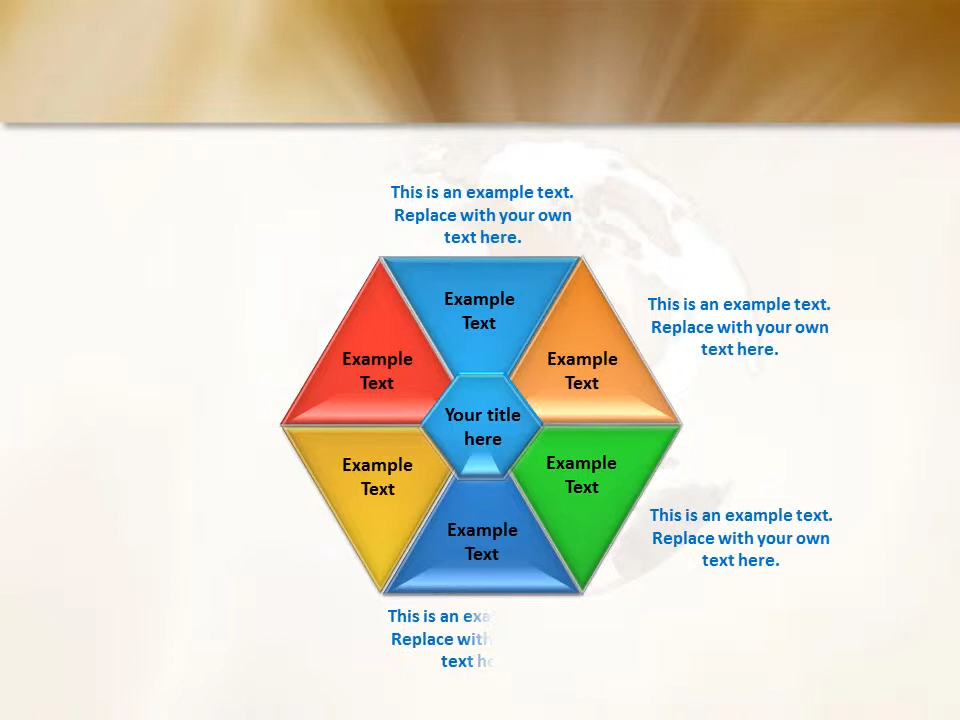 This is an example text.
Replace with your own
text here.
Example
Text
Example
Text
Example
Text
This is an example text.
Replace with your own
text here.
Your title
here
Example
Text
Example
Text
Example
Text
This is an example text.
Replace with your own
text here.
This is an exa
Replace with
text he